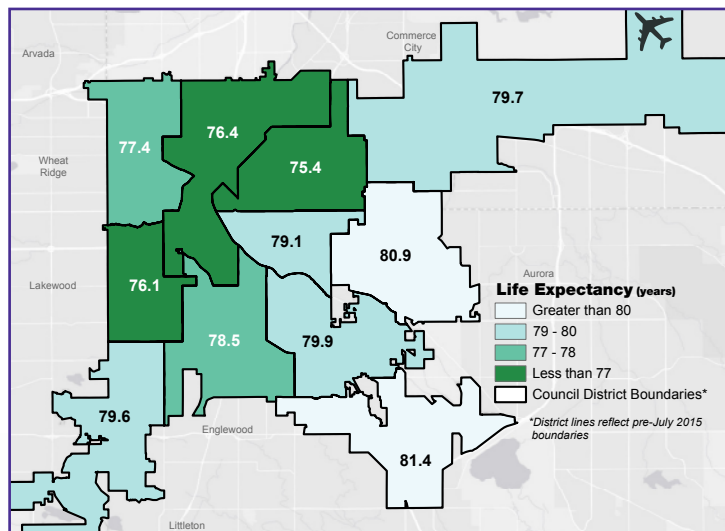 Arvada
Commerce
City
79.7
76.4
77.4
75.4
Wheat
Ridge
79.1
80.9
Aurora
Lakewood
76.1
78.5
79.9
79.6
Englewood
81.4
Littleton
Life Expectancy (years)
Greater than 80
79 - 80
77 - 78
Less than 77
Council District Boundaries*
*District lines reflect pre-July 2015
boundaries